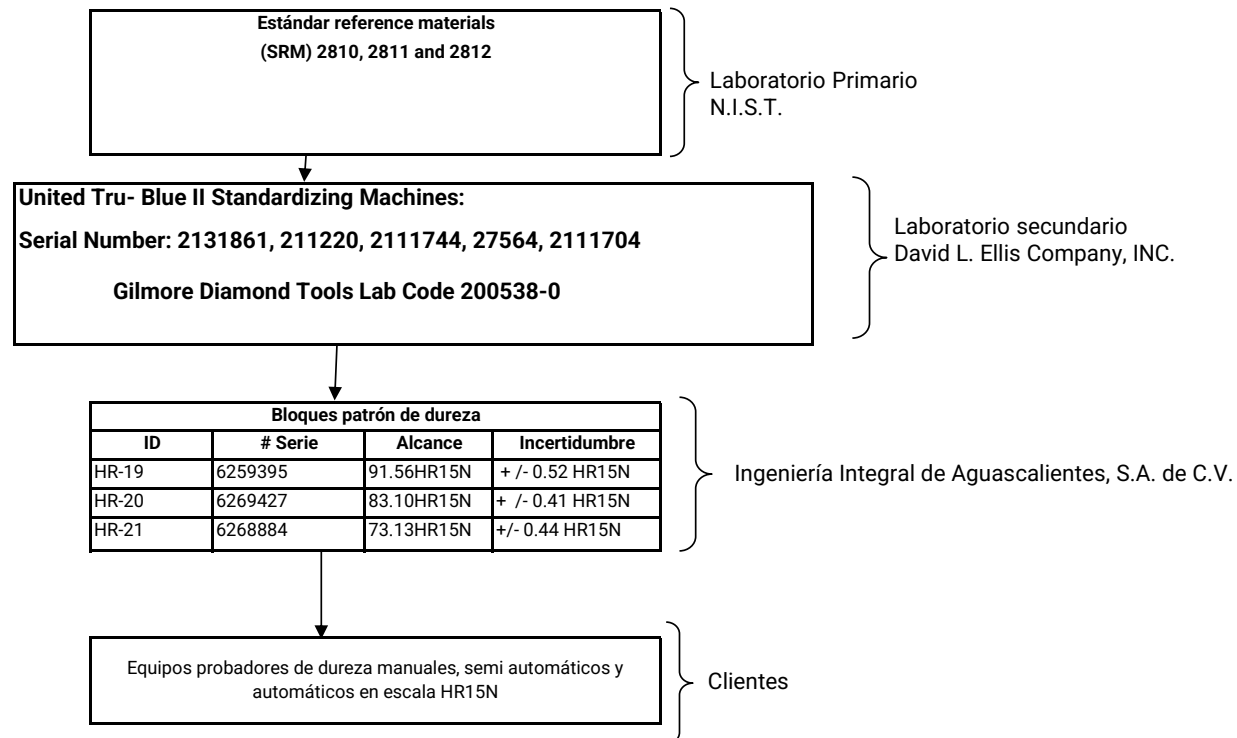 Estándar reference materials
(SRM) 2810, 2811 and 2812
Laboratorio Primario
N.I.S.T.
United Tru- Blue II Standardizing Machines:
Serial Number: 2131861, 211220, 2111744, 27564, 2111704
Gilmore Diamond Tools Lab Code 200538-0
Laboratorio secundario
David L. Ellis Company, INC.
Bloques patrón de dureza
ID # Serie Alcance Incertidumbre
HR-19 6259395 91.56HR15N + /- 0.52 HR15N
HR-20 6269427 83.10HR15N + /- 0.41 HR15N
HR-21 6268884 73.13HR15N +/- 0.44 HR15N
Ingeniería Integral de Aguascalientes, S.A. de C.V.
Equipos probadores de dureza manuales, semi automáticos y
automáticos en escala HR15N
Clientes